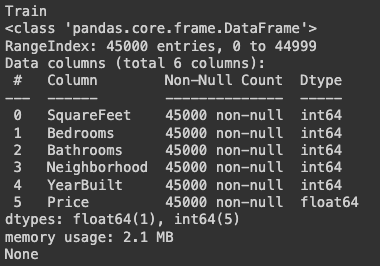 Train
<class 'pandas.core.frame.DataFrame'>
RangeIndex: 45000 entries, 0 to 44999
Data columns (total 6 columns):
 #   Column        Non-Null Count  Dtype
---  ------        --------------  -----
 0   SquareFeet    45000 non-null  int64
 1   Bedrooms      45000 non-null  int64
 2   Bathrooms     45000 non-null  int64
 3   Neighborhood  45000 non-null  int64
 4   YearBuilt     45000 non-null  int64
 5   Price         45000 non-null  float64
dtypes: float64(1), int64(5)
memory usage: 2.1 MB
None